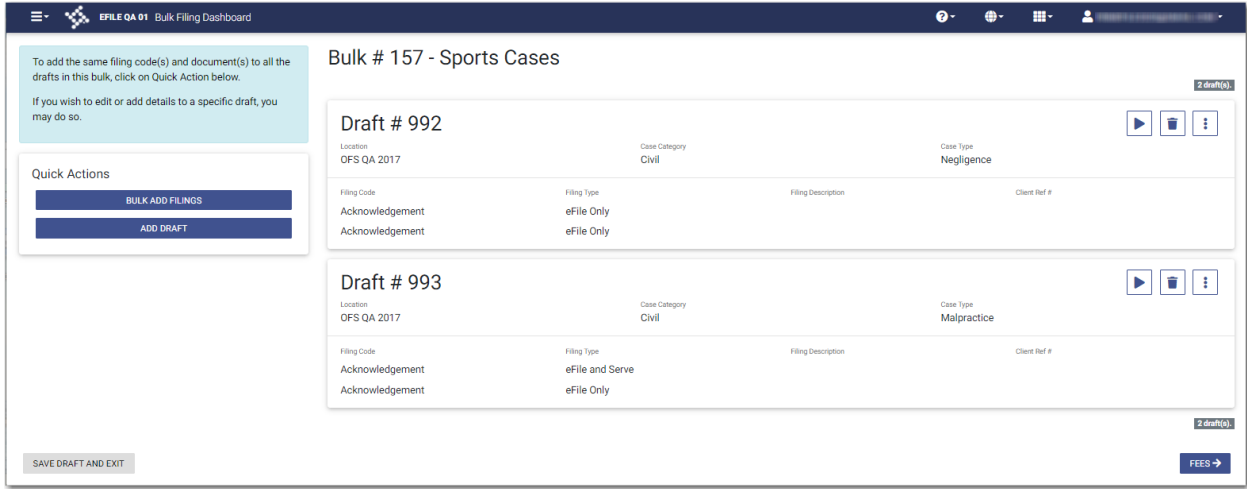 EFILE QA 01 Bulk Filing Dashboard
To add the same filing code(s) and document(s) to all the
drafts in this bulk, click on Quick Action below.
If you wish to edit or add details to a specific draft, you
may do so.
Quick Actions
BULK ADD FILINGS
ADD DRAFT
Bulk # 157 - Sports Cases
2 draft(s).
Draft # 992
Location Case Category Case Type
OFS QA 2017 Civil Negligence
Filing Code Filing Type Filing Description Client Ref #
Acknowledgement eFile Only
Acknowledgement eFile Only
Draft # 993
Location Case Category Case Type
OFS QA 2017 Civil Malpractice
Filing Code Filing Type Filing Description Client Ref #
Acknowledgement eFile and Serve
Acknowledgement eFile Only
2 draft(s).
SAVE DRAFT AND EXIT
FEES